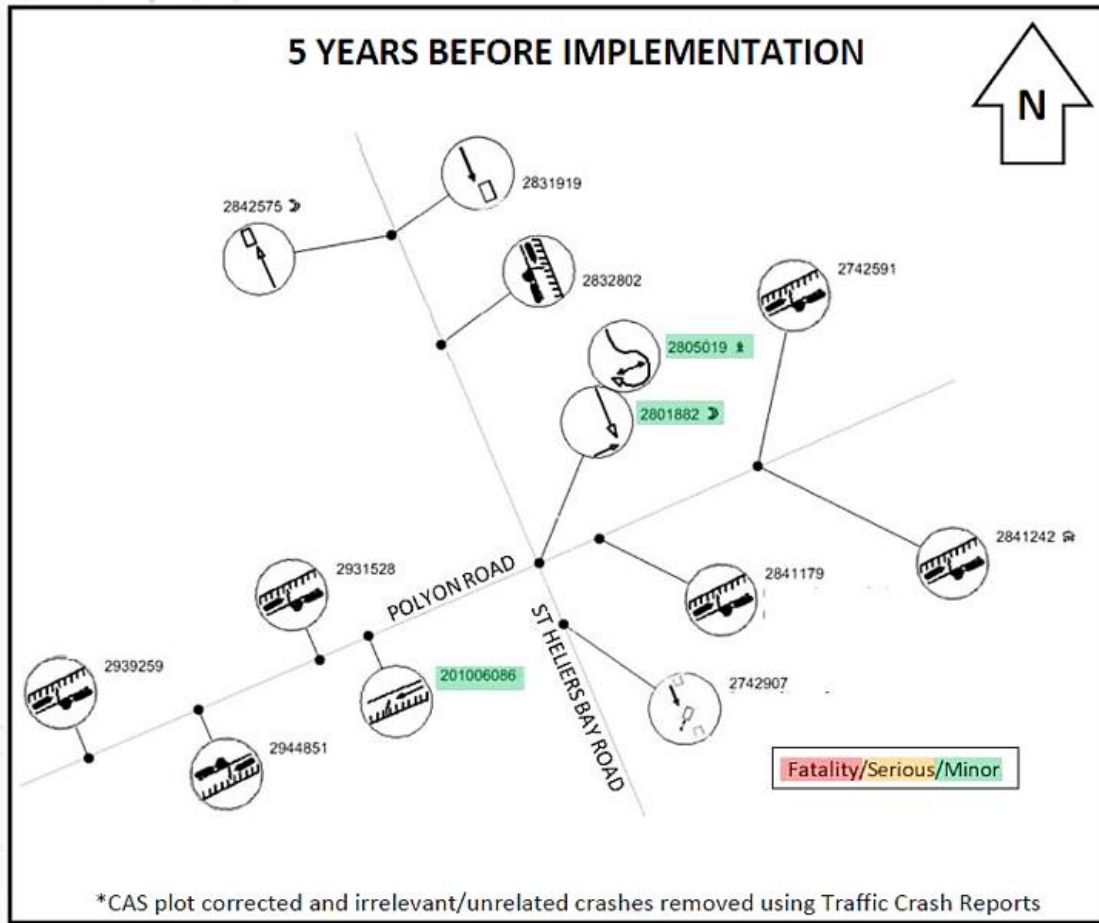 5 YEARS BEFORE IMPLEMENTATION
N
2831919
2842575
2832802
2742591
2805019
2801882
2841242
2931528
POLYON ROAD
2841179
ST HELIERS BAY ROAD
2939259
201006086
2742907
2944851
Fatality/Serious/Minor
*CAS plot corrected and irrelevant/unrelated crashes removed using Traffic Crash Reports